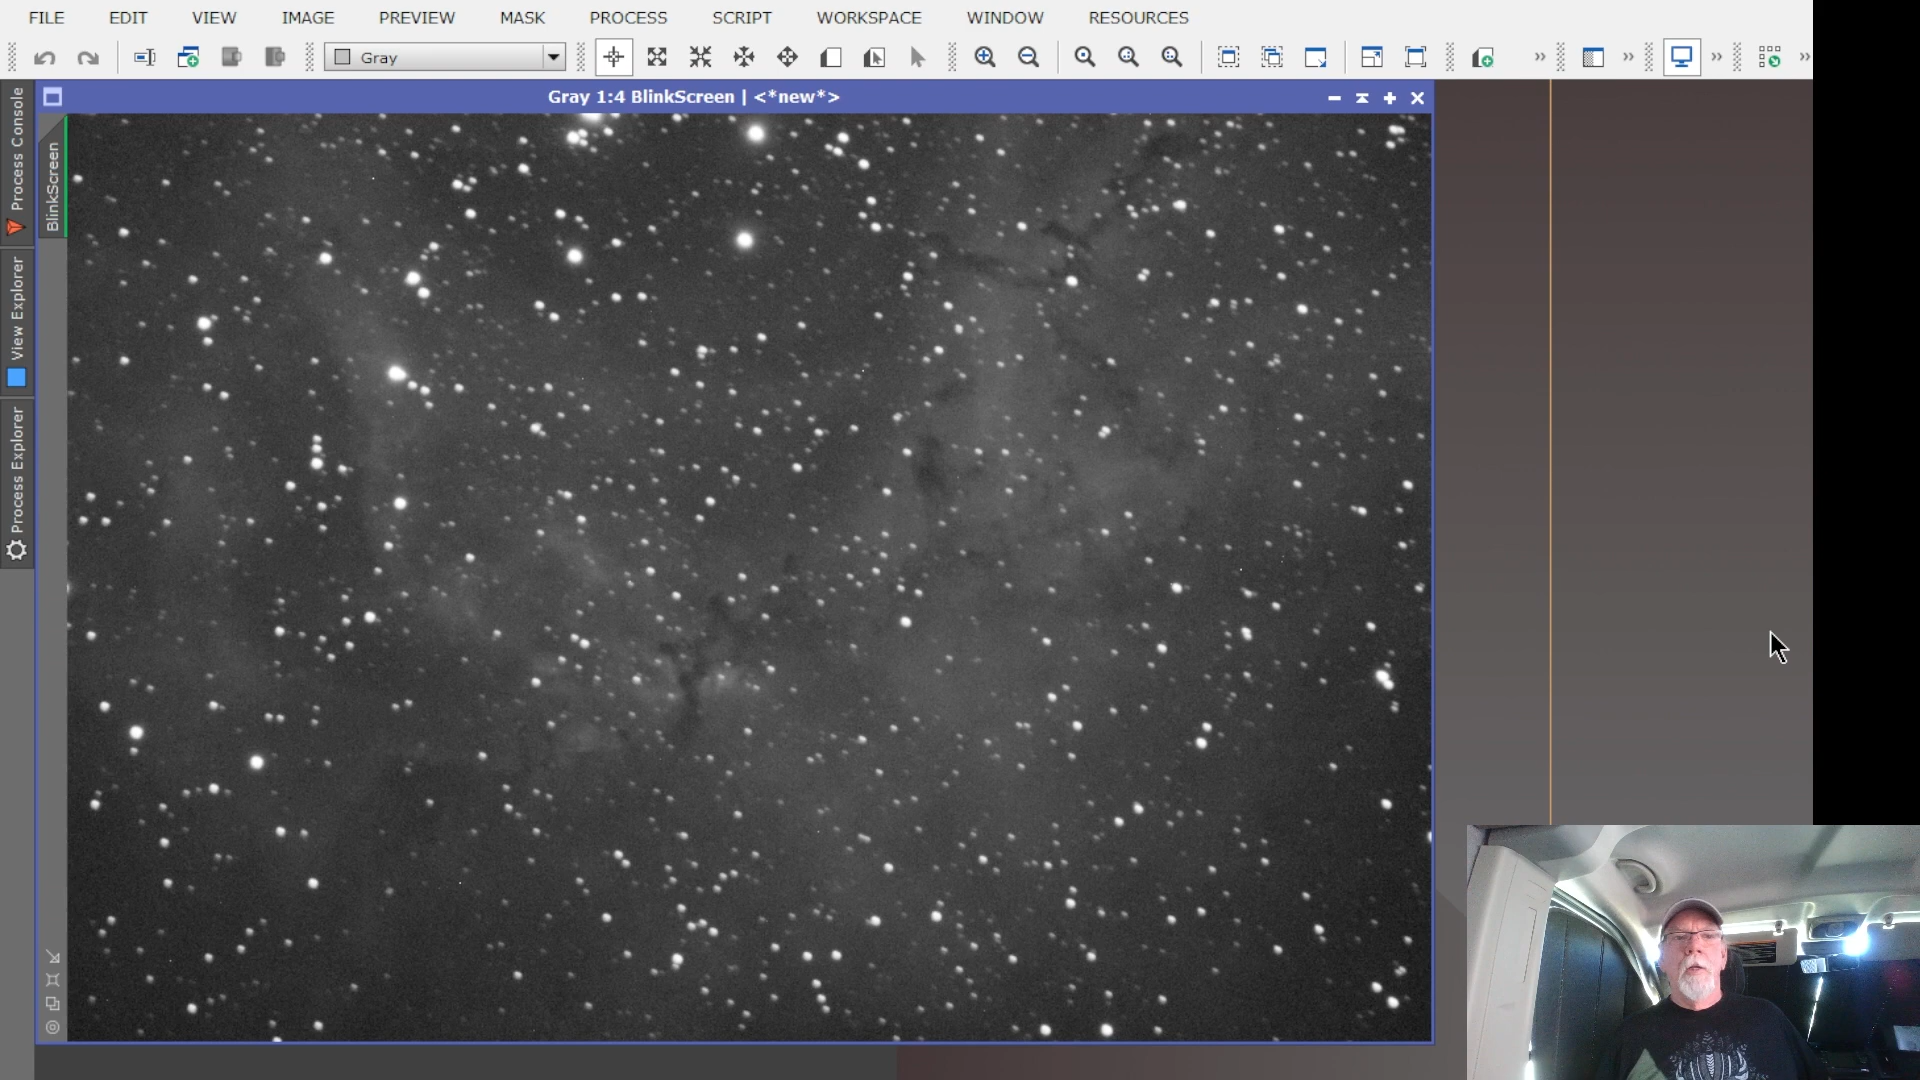 FILE EDIT VIEW IMAGE PREVIEW MASK PROCESS SCRIPT WORKSPACE WINDOW RESOURCES
Gray
Gray 1:4 BlinkScreen | <*new*>
Process Console
View Explorer
Process Explorer
BlinkScreen